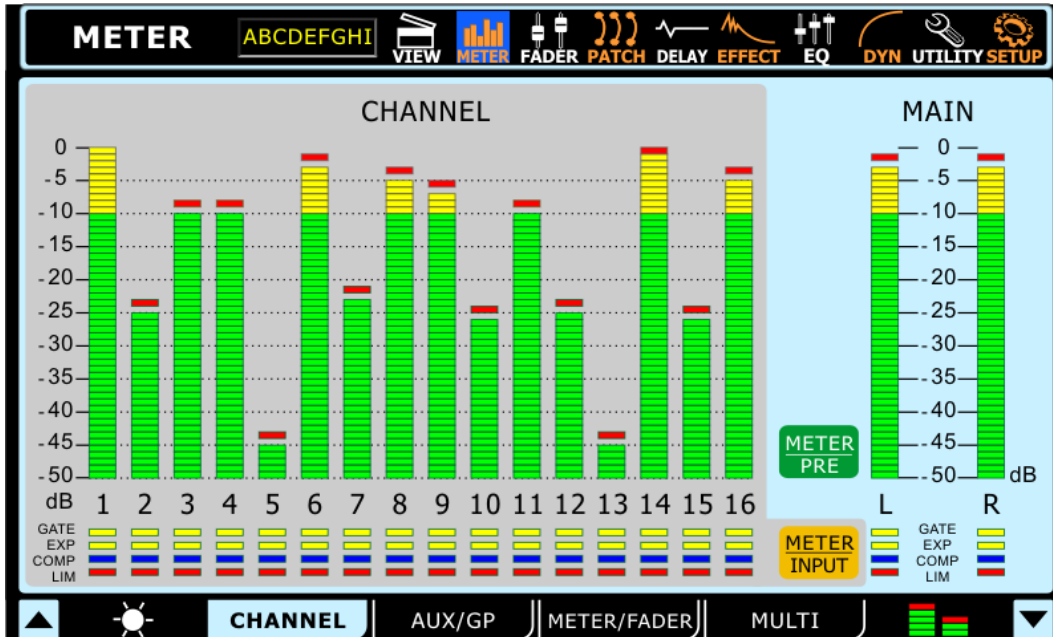 METER ABCDEFGHI VIEW METER FADER PATCH DELAY EFFECT EQ DYN UTILITY SETUP
CHANNEL MAIN
0 0
-5 -5
-10 -10
-15 -15
-20 -20
-25 -25
-30 -30
-35 -35
-40 -40
-45 -45
-50 -50 dB
METER
PRE
dB 1 2 3 4 5 6 7 8 9 10 11 12 13 14 15 16 L R
GATE GATE
EXP EXP
COMP COMP
LIM LIM
METER
INPUT
CHANNEL AUX/GP METER/FADER MULTI